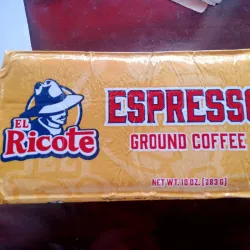 EL
Ricote
ESPRESSO
GROUND COFFEE
NET WT. 10 OZ. (283 G)